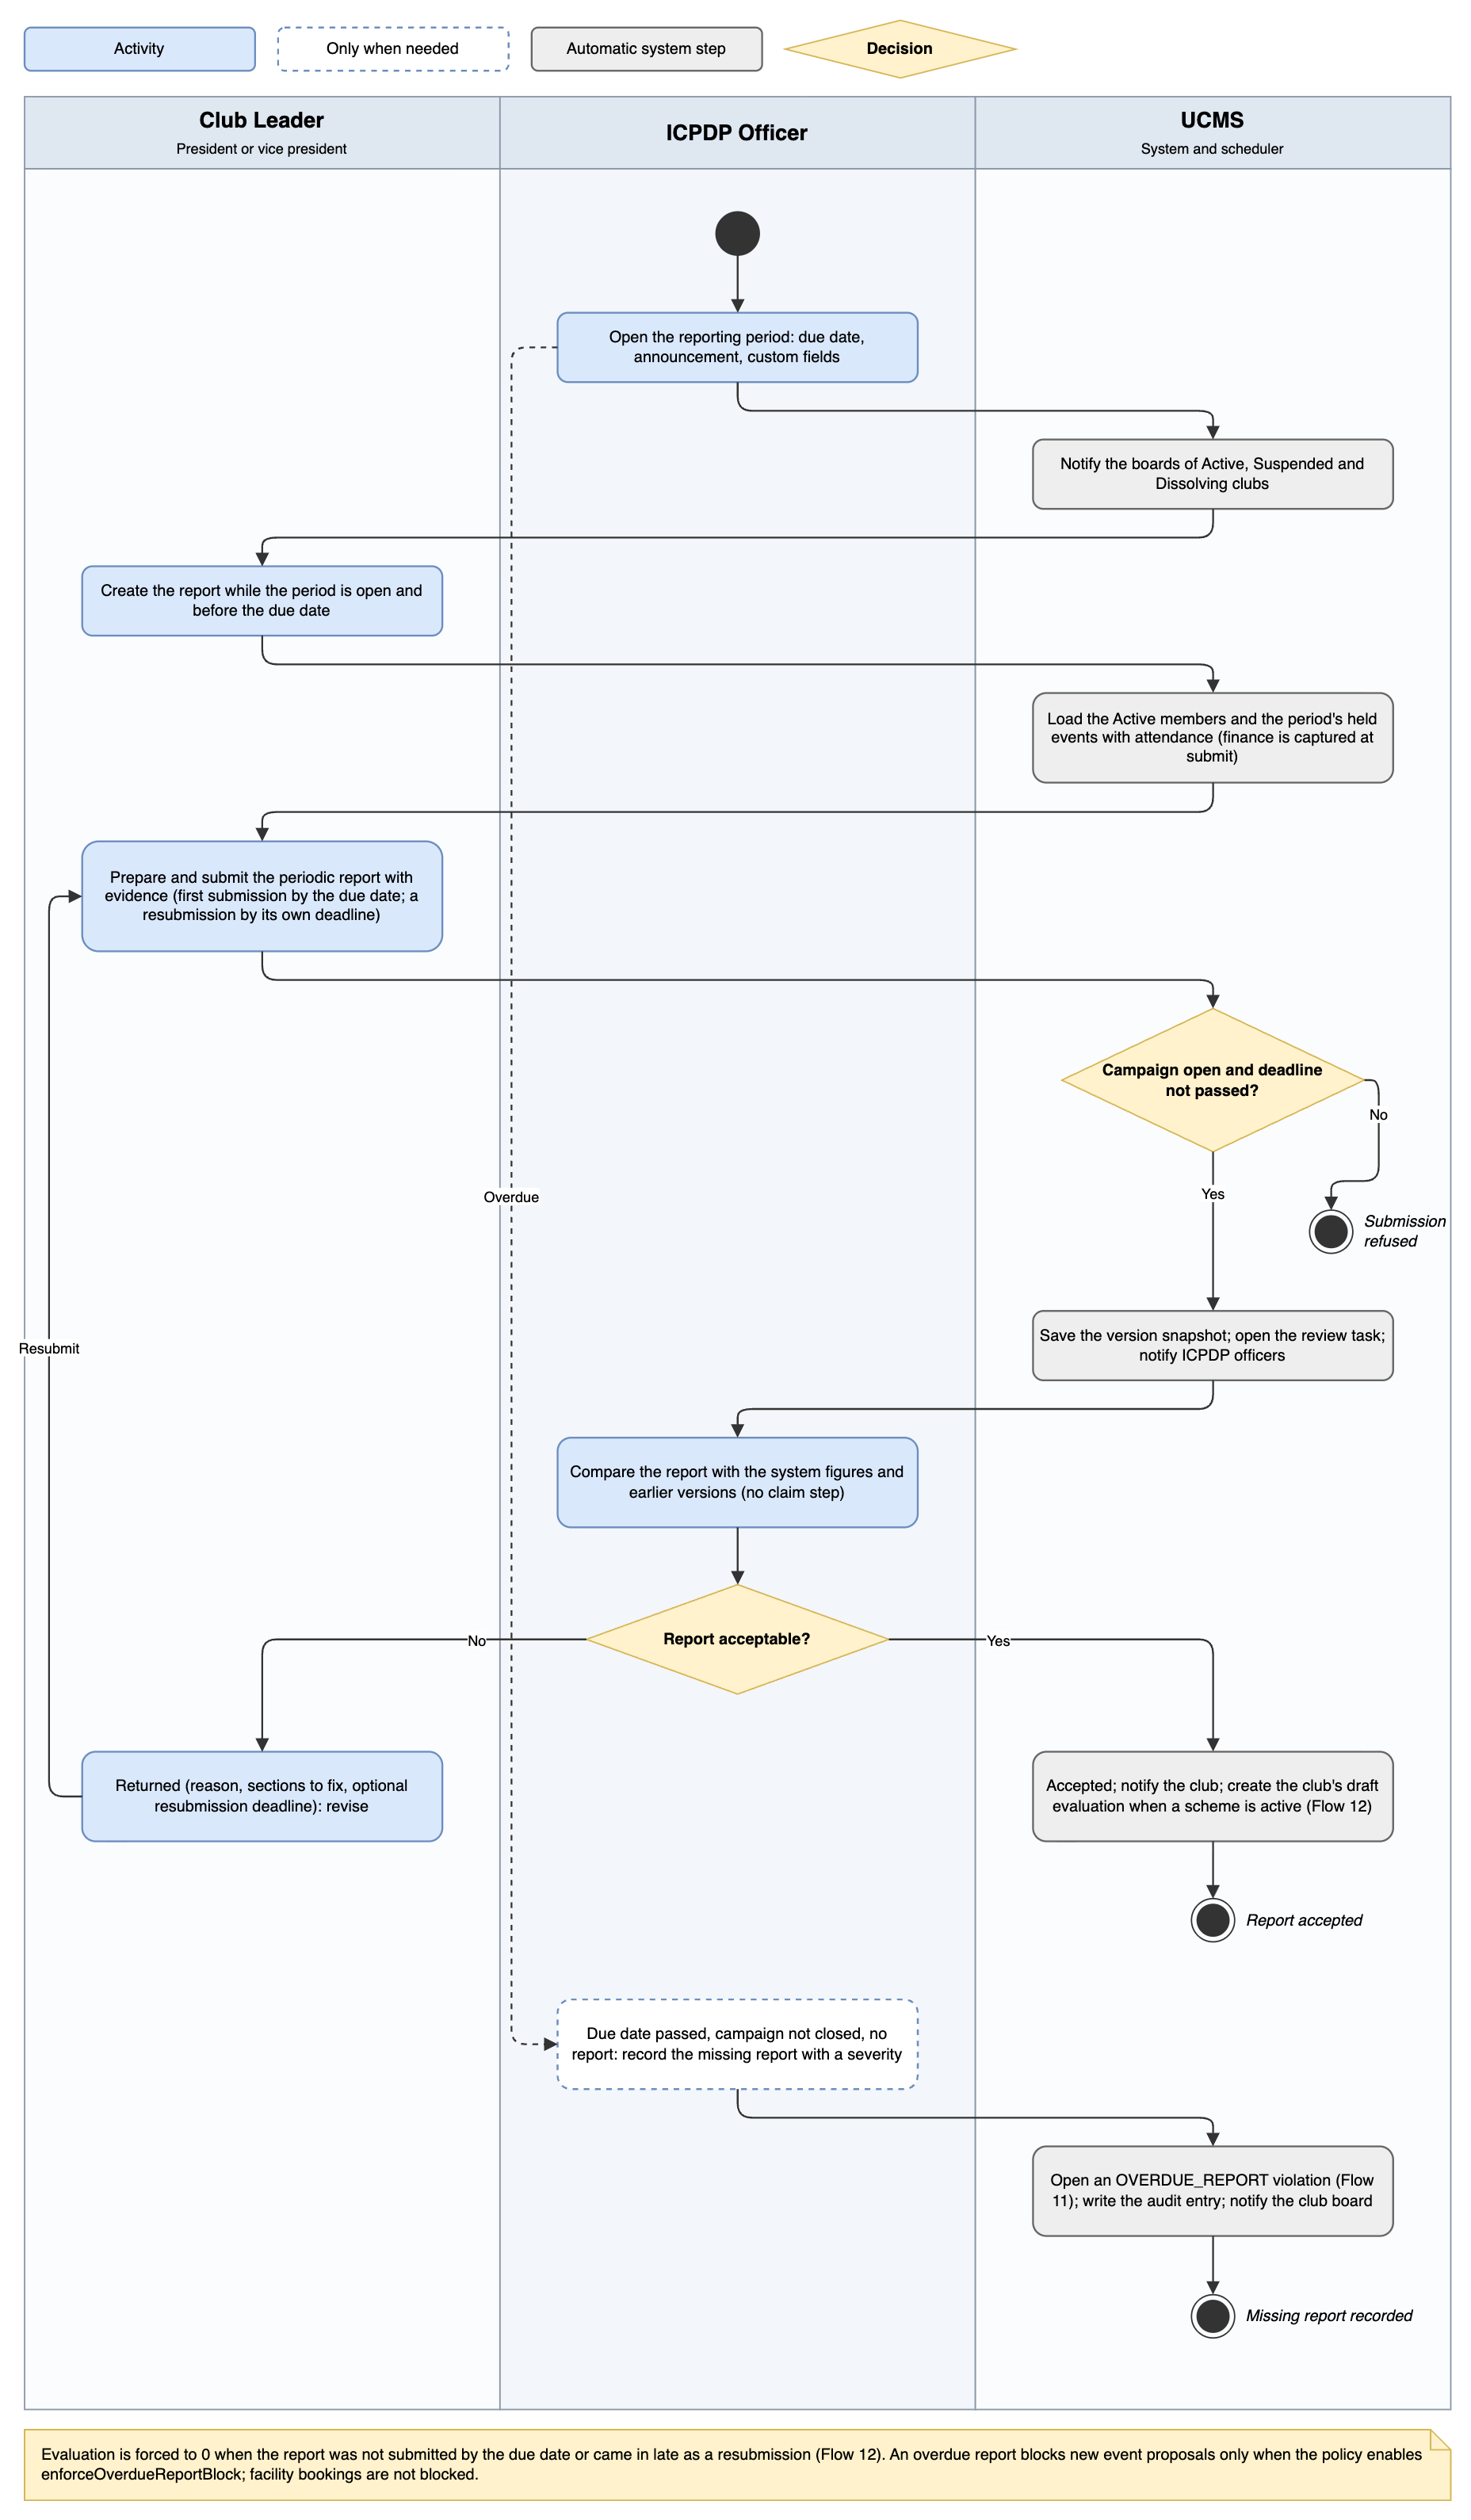 Activity
Only when needed
Automatic system step
Decision
Club Leader
President or vice president
ICPDP Officer
UCMS
System and scheduler
Open the reporting period: due date,
announcement, custom fields
Notify the boards of Active, Suspended and
Dissolving clubs
Create the report while the period is open and
before the due date
Load the Active members and the period's held
events with attendance (finance is captured at
submit)
Prepare and submit the periodic report with
evidence (first submission by the due date; a
resubmission by its own deadline)
Campaign open and deadline
not passed?
No
Yes
Overdue
Submission
refused
Save the version snapshot; open the review task;
notify ICPDP officers
Resubmit
Compare the report with the system figures and
earlier versions (no claim step)
Report acceptable?
No
Yes
Returned (reason, sections to fix, optional
resubmission deadline): revise
Accepted; notify the club; create the club's draft
evaluation when a scheme is active (Flow 12)
Report accepted
Due date passed, campaign not closed, no
report: record the missing report with a severity
Open an OVERDUE_REPORT violation (Flow
11); write the audit entry; notify the club board
Missing report recorded
Evaluation is forced to 0 when the report was not submitted by the due date or came in late as a resubmission (Flow 12). An overdue report blocks new event proposals only when the policy enables
enforceOverdueReportBlock; facility bookings are not blocked.